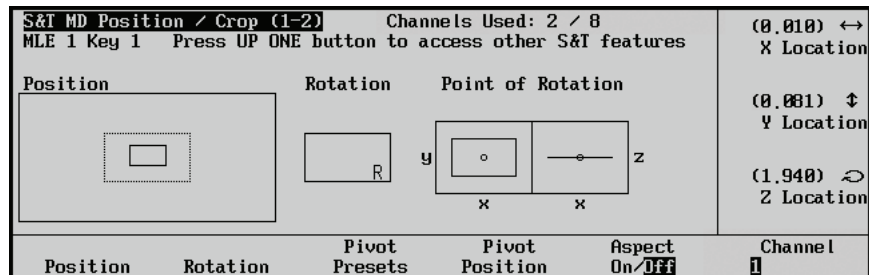 S&T MD Position / Crop (1-2) Channels Used: 2 / 8
MLE 1 Key 1 Press UP ONE button to access other S&T features
(0.010) ↔
X Location
Position Rotation Point of Rotation
(0.081) ↕
Y Location
R y z
x x
(1.940)
Z Location
Position Rotation Pivot Presets Pivot Position Aspect On/Off Channel 1